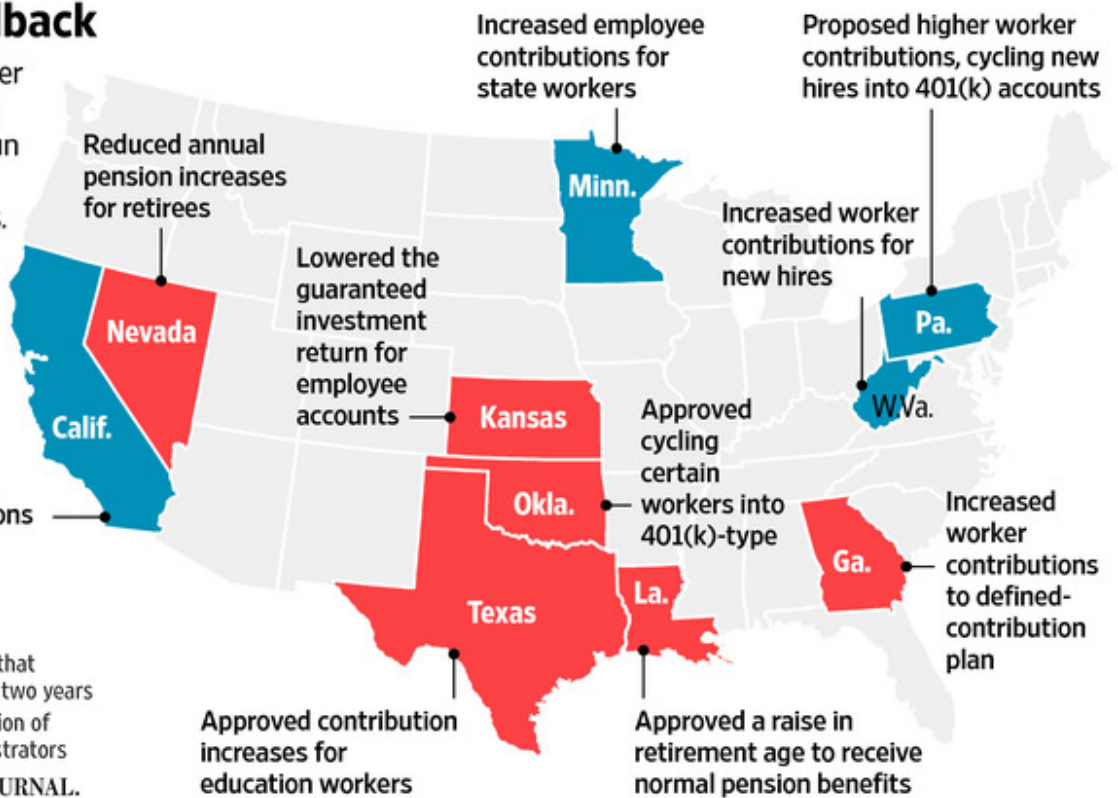 lback
er
un
s.
Increased employee
contributions for
state workers
Proposed higher worker
contributions, cycling new
hires into 401(k) accounts
Reduced annual
pension increases
for retirees
Minn.
Increased worker
contributions for
new hires
Lowered the
guaranteed
investment
return for
employee
accounts
Nevada
Pa.
W.Va.
Calif.
Kansas
Approved
cycling
certain
workers into
401(k)-type
Okla.
ons
Increased
worker
contributions
to defined-
contribution
plan
Ga.
La.
Texas
that
two years
ion of
strators
URNAL.
Approved contribution
increases for
education workers
Approved a raise in
retirement age to receive
normal pension benefits